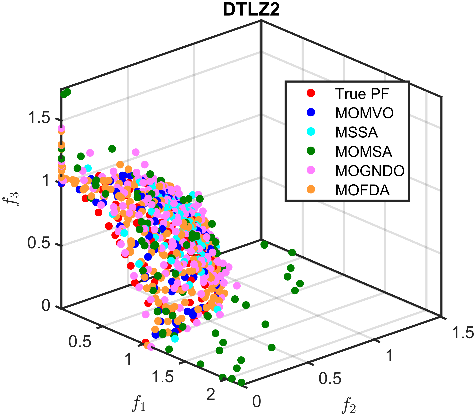 DTLZ2
True PF
MOMVO
MSSA
MOMSA
MOGNDO
MOFDA
1.5
1
0.5
0
f3
0.5
1
1.5
2
f1
0
0.5
1
1.5
f2